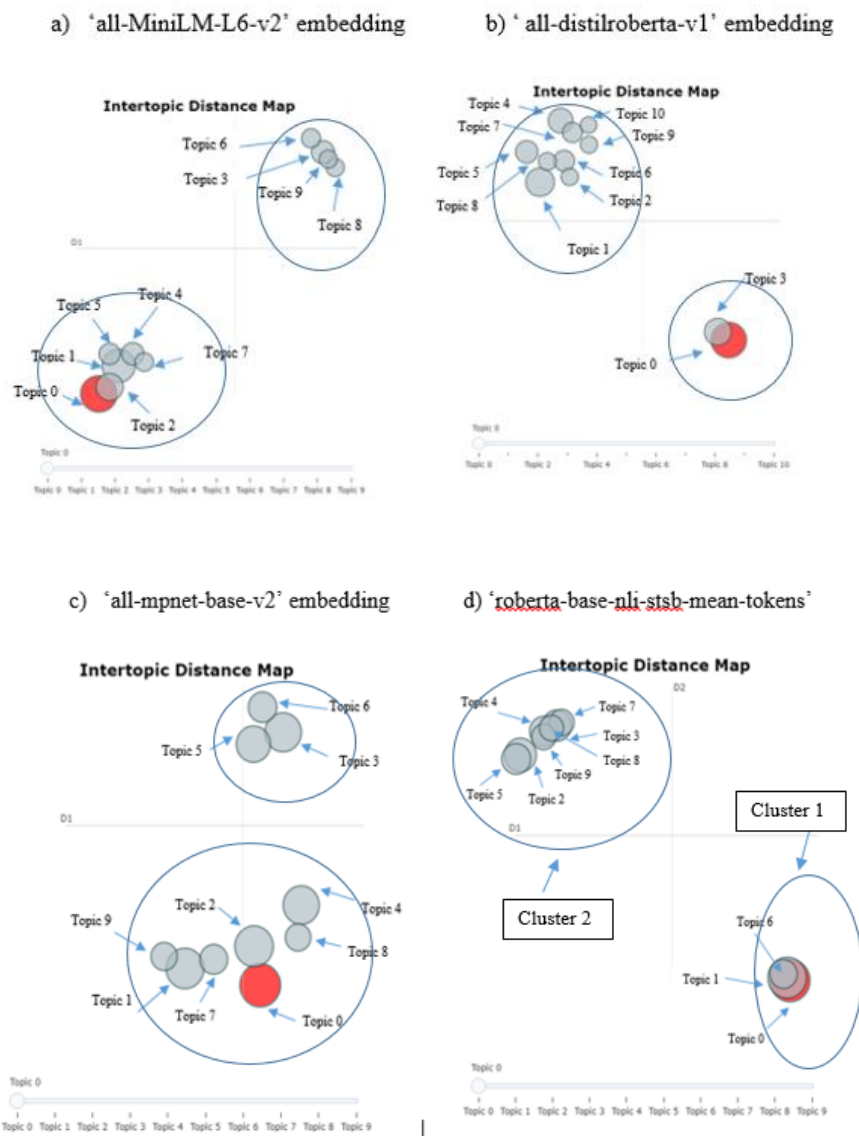 a) ‘all-MiniLM-L6-v2’ embedding
Intertopic Distance Map
Topic 6
Topic 3
Topic 9
Topic 8
D1
Topic 5
Topic 4
Topic 1
Topic 7
Topic 0
Topic 2
Topic 0
Topic 0 Topic 1 Topic 2 Topic 3 Topic 4 Topic 5 Topic 6 Topic 7 Topic 8 Topic 9
b) ‘ all-distilroberta-v1’ embedding
Intertopic Distance Map
Topic 4
Topic 10
Topic 7
Topic 9
Topic 5
Topic 6
Topic 8
Topic 2
Topic 1
Topic 3
Topic 0
Topic 0
Topic 0 Topic 2 Topic 4 Topic 6 Topic 8 Topic 10
c) ‘all-mpnet-base-v2’ embedding
Intertopic Distance Map
Topic 6
Topic 5
Topic 3
D1
Topic 2
Topic 4
Topic 9
Topic 8
Topic 1
Topic 7
Topic 0
Topic 0
Topic 0 Topic 1 Topic 2 Topic 3 Topic 4 Topic 5 Topic 6 Topic 7 Topic 8 Topic 9
d) ‘roberta-base-nli-stsb-mean-tokens’
Intertopic Distance Map
D2
Topic 4
Topic 7
Topic 3
Topic 8
Topic 9
Topic 5
Topic 2
D1
Cluster 1
Cluster 2
Topic 6
Topic 1
Topic 0
Topic 0
Topic 0 Topic 1 Topic 2 Topic 3 Topic 4 Topic 5 Topic 6 Topic 7 Topic 8 Topic 9